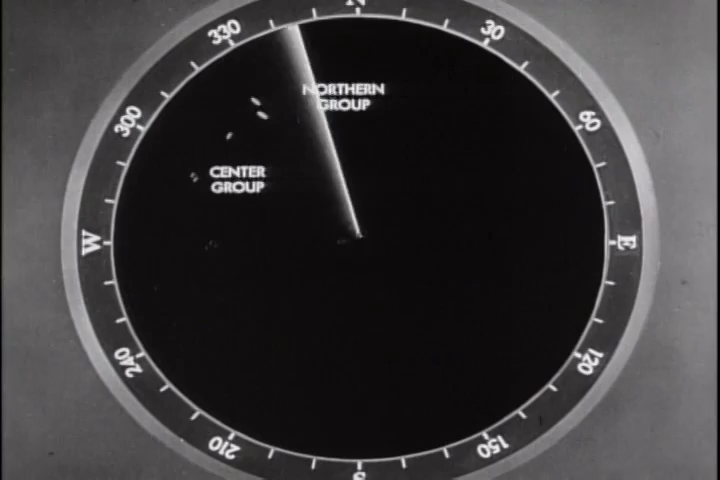 N
330
30
NORTHERN
GROUP
300
60
CENTER
GROUP
W
E
240
120
210
150
S